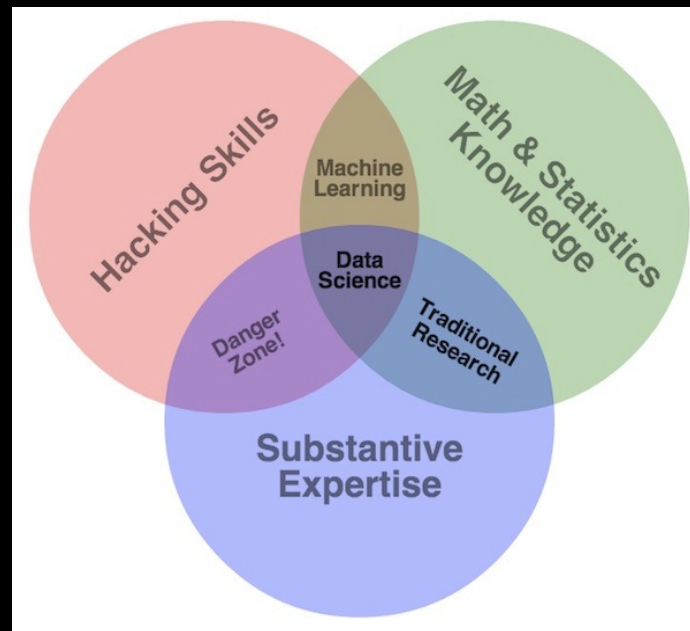 Hacking Skills
Math & Statistics
Knowledge
Machine
Learning
Data
Science
Danger
Zone!
Traditional
Research
Substantive
Expertise